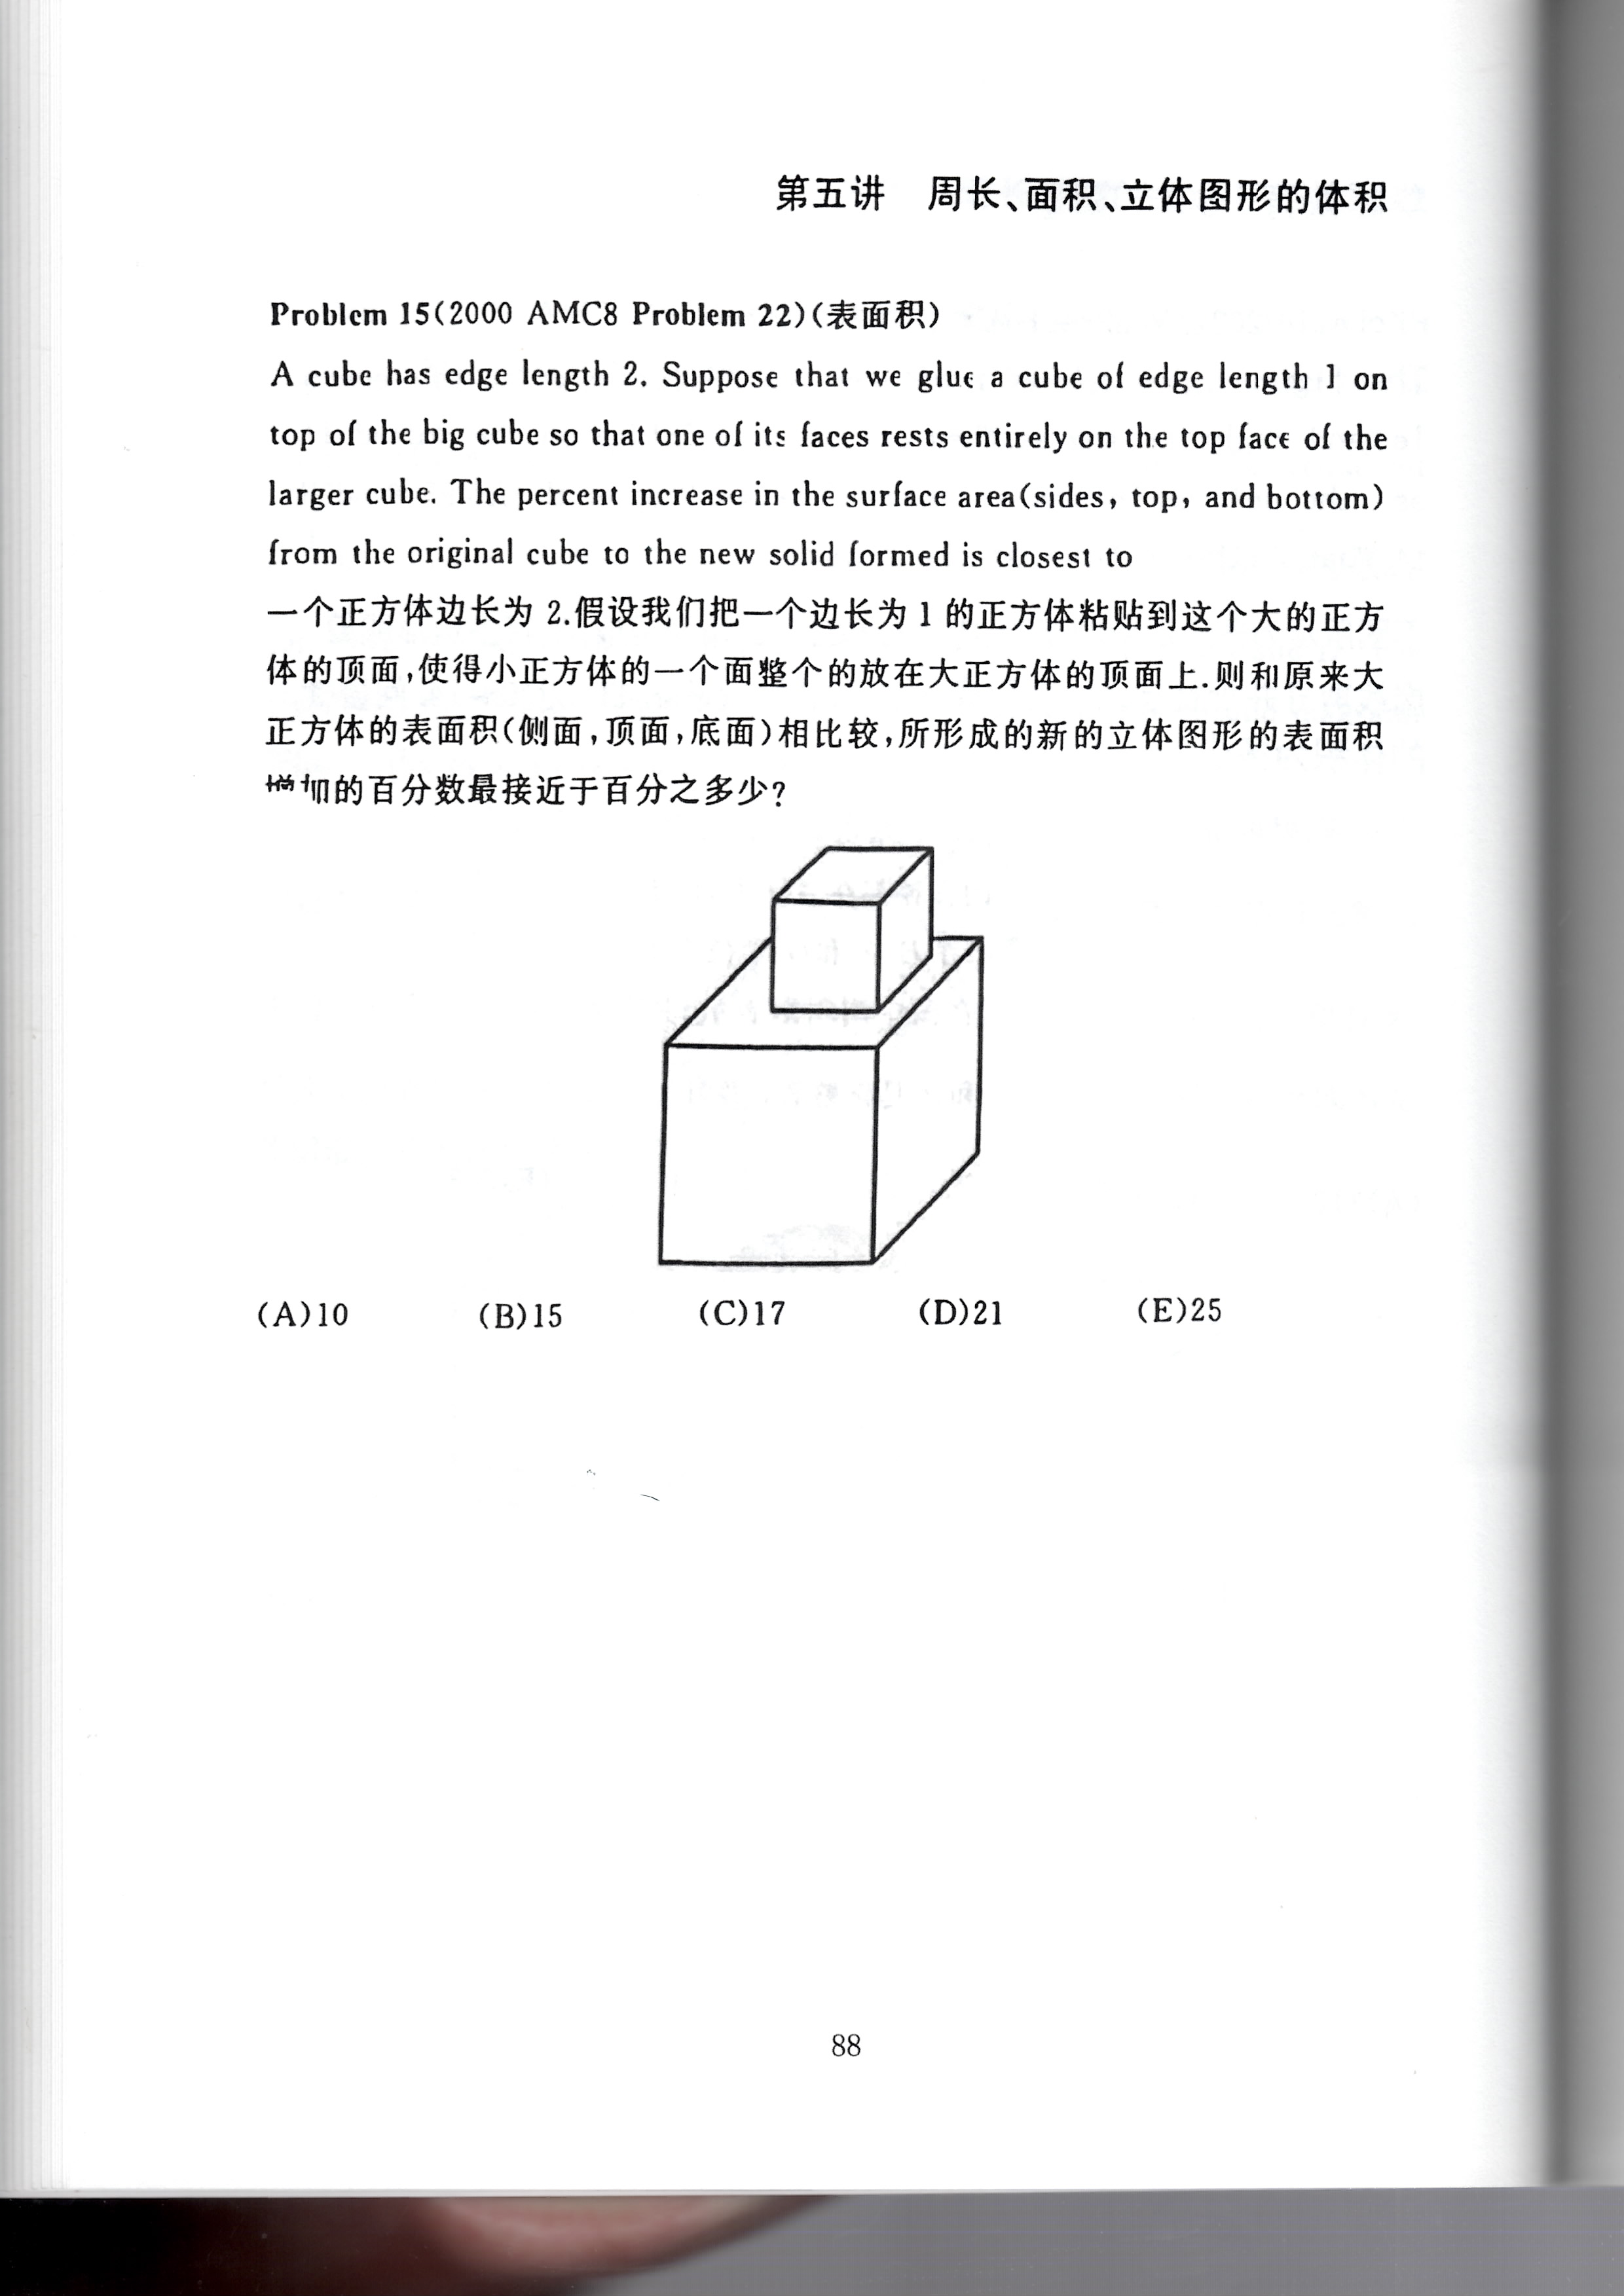 第五讲 周长、面积、立体图形的体积
Problem 15(2000 AMC8 Problem 22)(表面积)
A cube has edge length 2. Suppose that we glue a cube of edge length 1 on
top of the big cube so that one of its faces rests entirely on the top face of the
larger cube. The percent increase in the surface area(sides, top, and bottom)
from the original cube to the new solid formed is closest to
一个正方体边长为 2.假设我们把一个边长为 1 的正方体粘贴到这个大的正方
体的顶面,使得小正方体的一个面整个的放在大正方体的顶面上.则和原来大
正方体的表面积(侧面,顶面,底面)相比较,所形成的新的立体图形的表面积
增加的百分数最接近于百分之多少?
(A)10 (B)15 (C)17 (D)21 (E)25
88